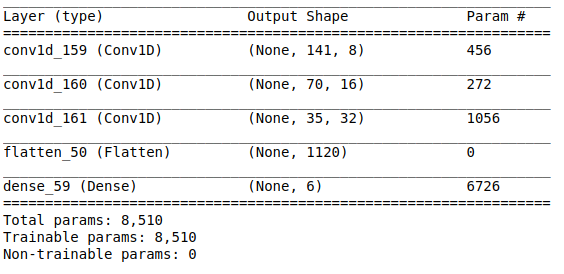 Layer (type) Output Shape Param #
conv1d_159 (Conv1D) (None, 141, 8) 456
conv1d_160 (Conv1D) (None, 70, 16) 272
conv1d_161 (Conv1D) (None, 35, 32) 1056
flatten_50 (Flatten) (None, 1120) 0
dense_59 (Dense) (None, 6) 6726
Total params: 8,510
Trainable params: 8,510
Non-trainable params: 0